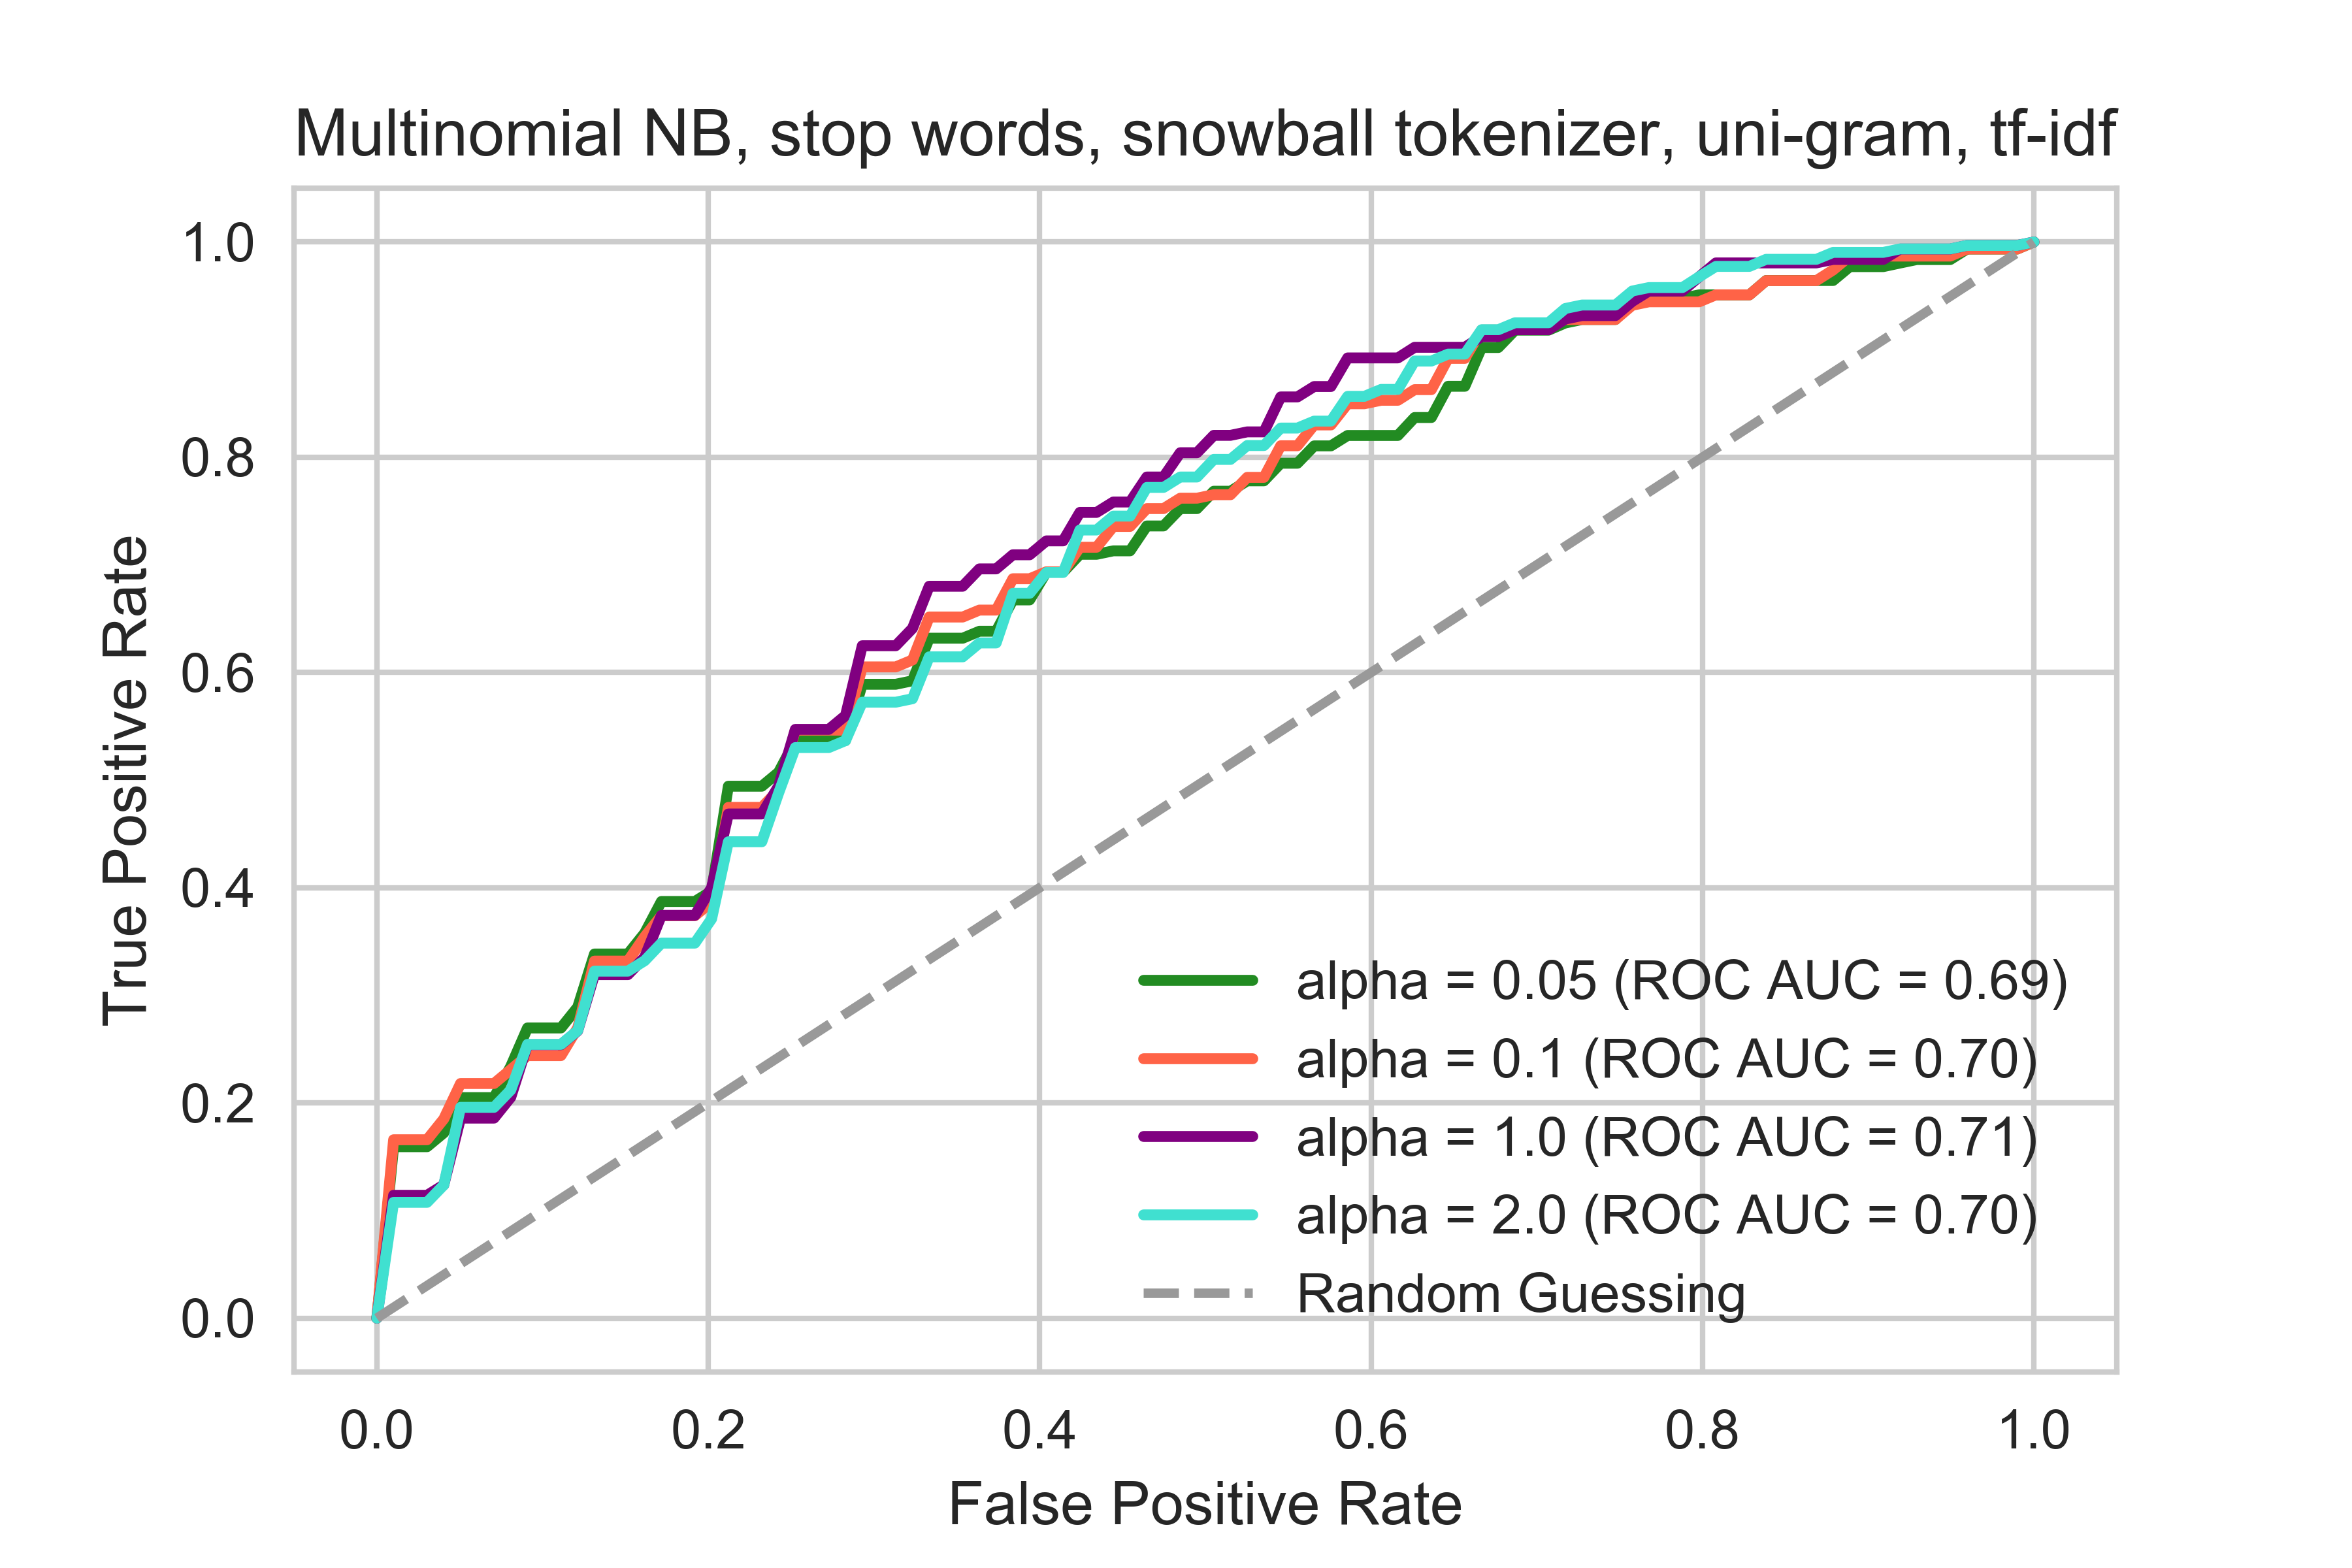 Multinomial NB, stop words, snowball tokenizer, uni-gram, tf-idf
1.0
0.8
0.6
0.4
0.2
0.0
True Positive Rate
alpha = 0.05 (ROC AUC = 0.69)
alpha = 0.1 (ROC AUC = 0.70)
alpha = 1.0 (ROC AUC = 0.71)
alpha = 2.0 (ROC AUC = 0.70)
Random Guessing
0.0 0.2 0.4 0.6 0.8 1.0
False Positive Rate